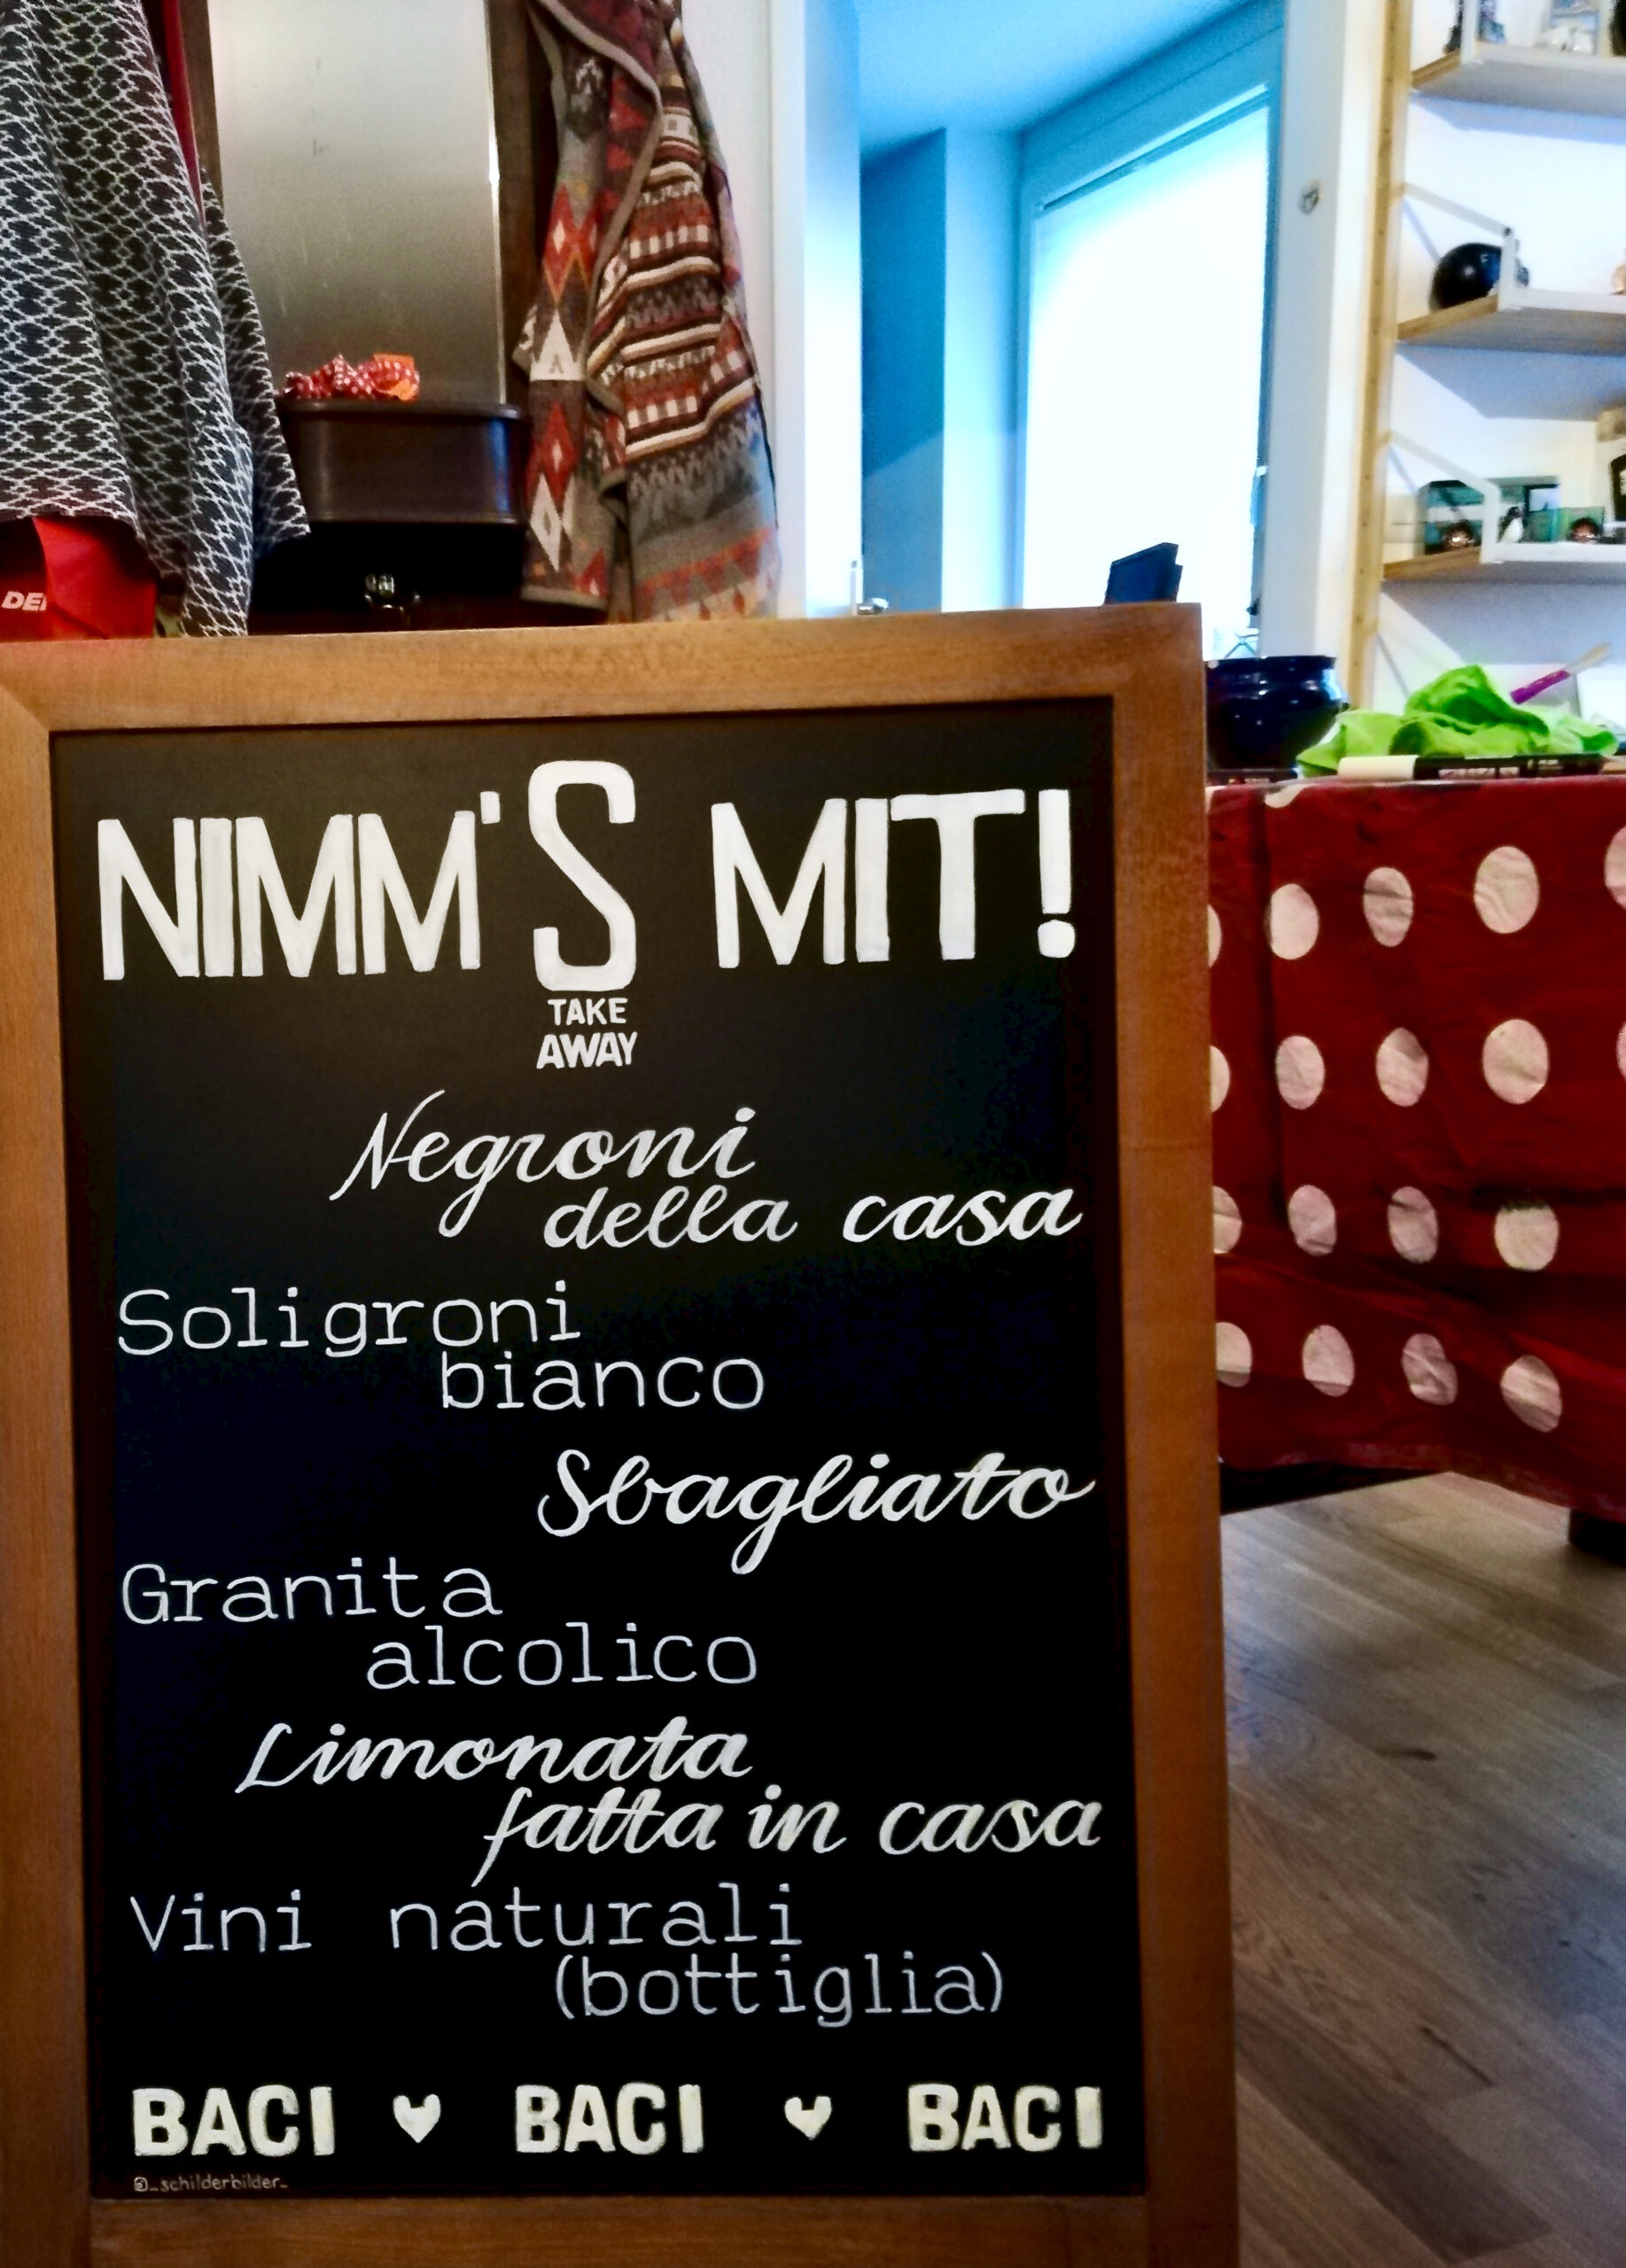 NIMM'S MIT!
TAKE
AWAY
Negroni
della casa
Soligroni
bianco
Sbagliato
Granita
alcolico
Limonata
fatta in casa
Vini naturali
(bottiglia)
BACI ♥ BACI ♥ BACI
@_schilderbilder_